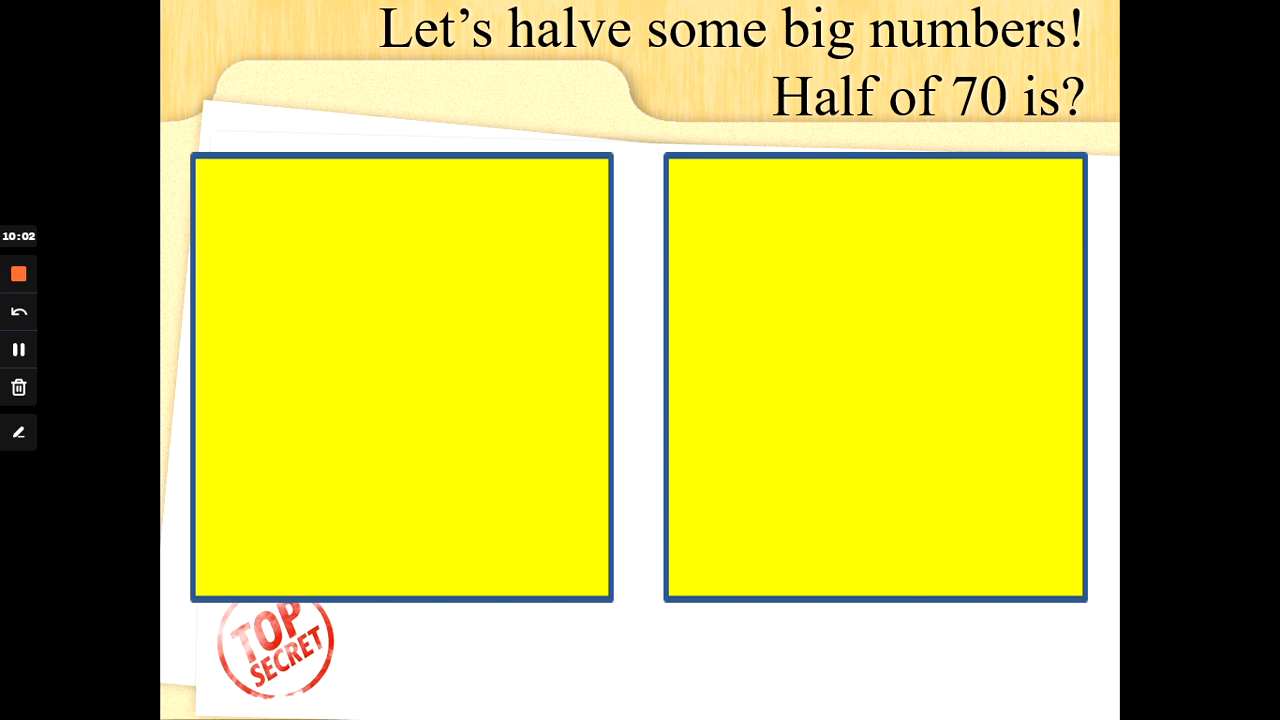 Let’s halve some big numbers!
Half of 70 is?
10:02
TOP
SECRET